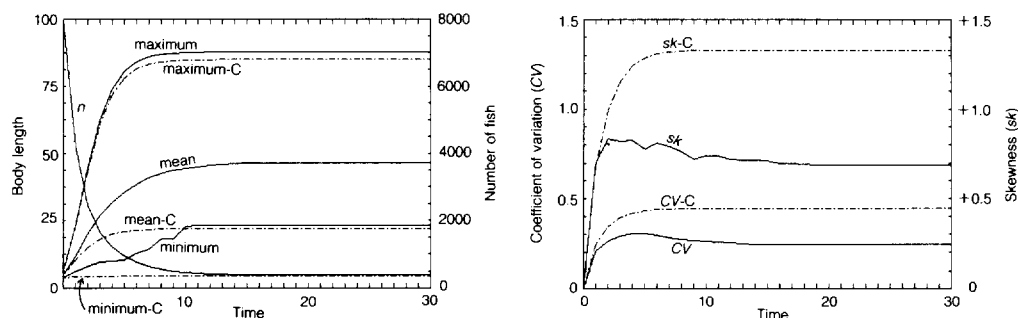 100
75
50
25
0
Body length
maximum
maximum-C
n
mean
mean-C
minimum
minimum-C
0
10
20
30
Time
8000
6000
4000
2000
0
Number of fish
1.5
1.0
0.5
0
Coefficient of variation (CV)
sk-C
sk
CV-C
CV
0
10
20
30
Time
+1.5
+1.0
+0.5
0
Skewness (sk)